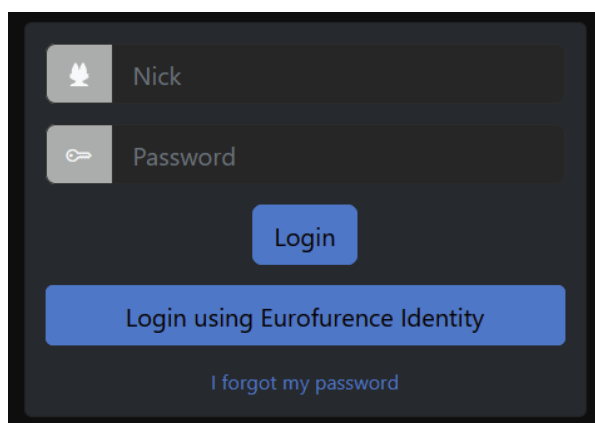 Nick
Password
Login
Login using Eurofurence Identity
I forgot my password